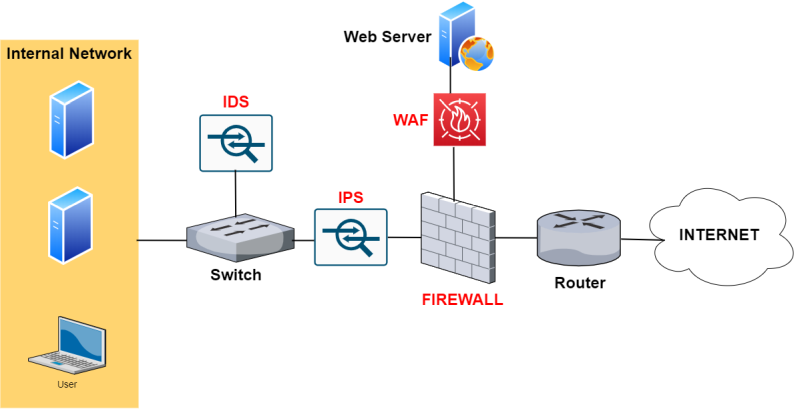 Web Server
Internal Network
IDS
WAF
IPS
INTERNET
Switch
Router
FIREWALL
User